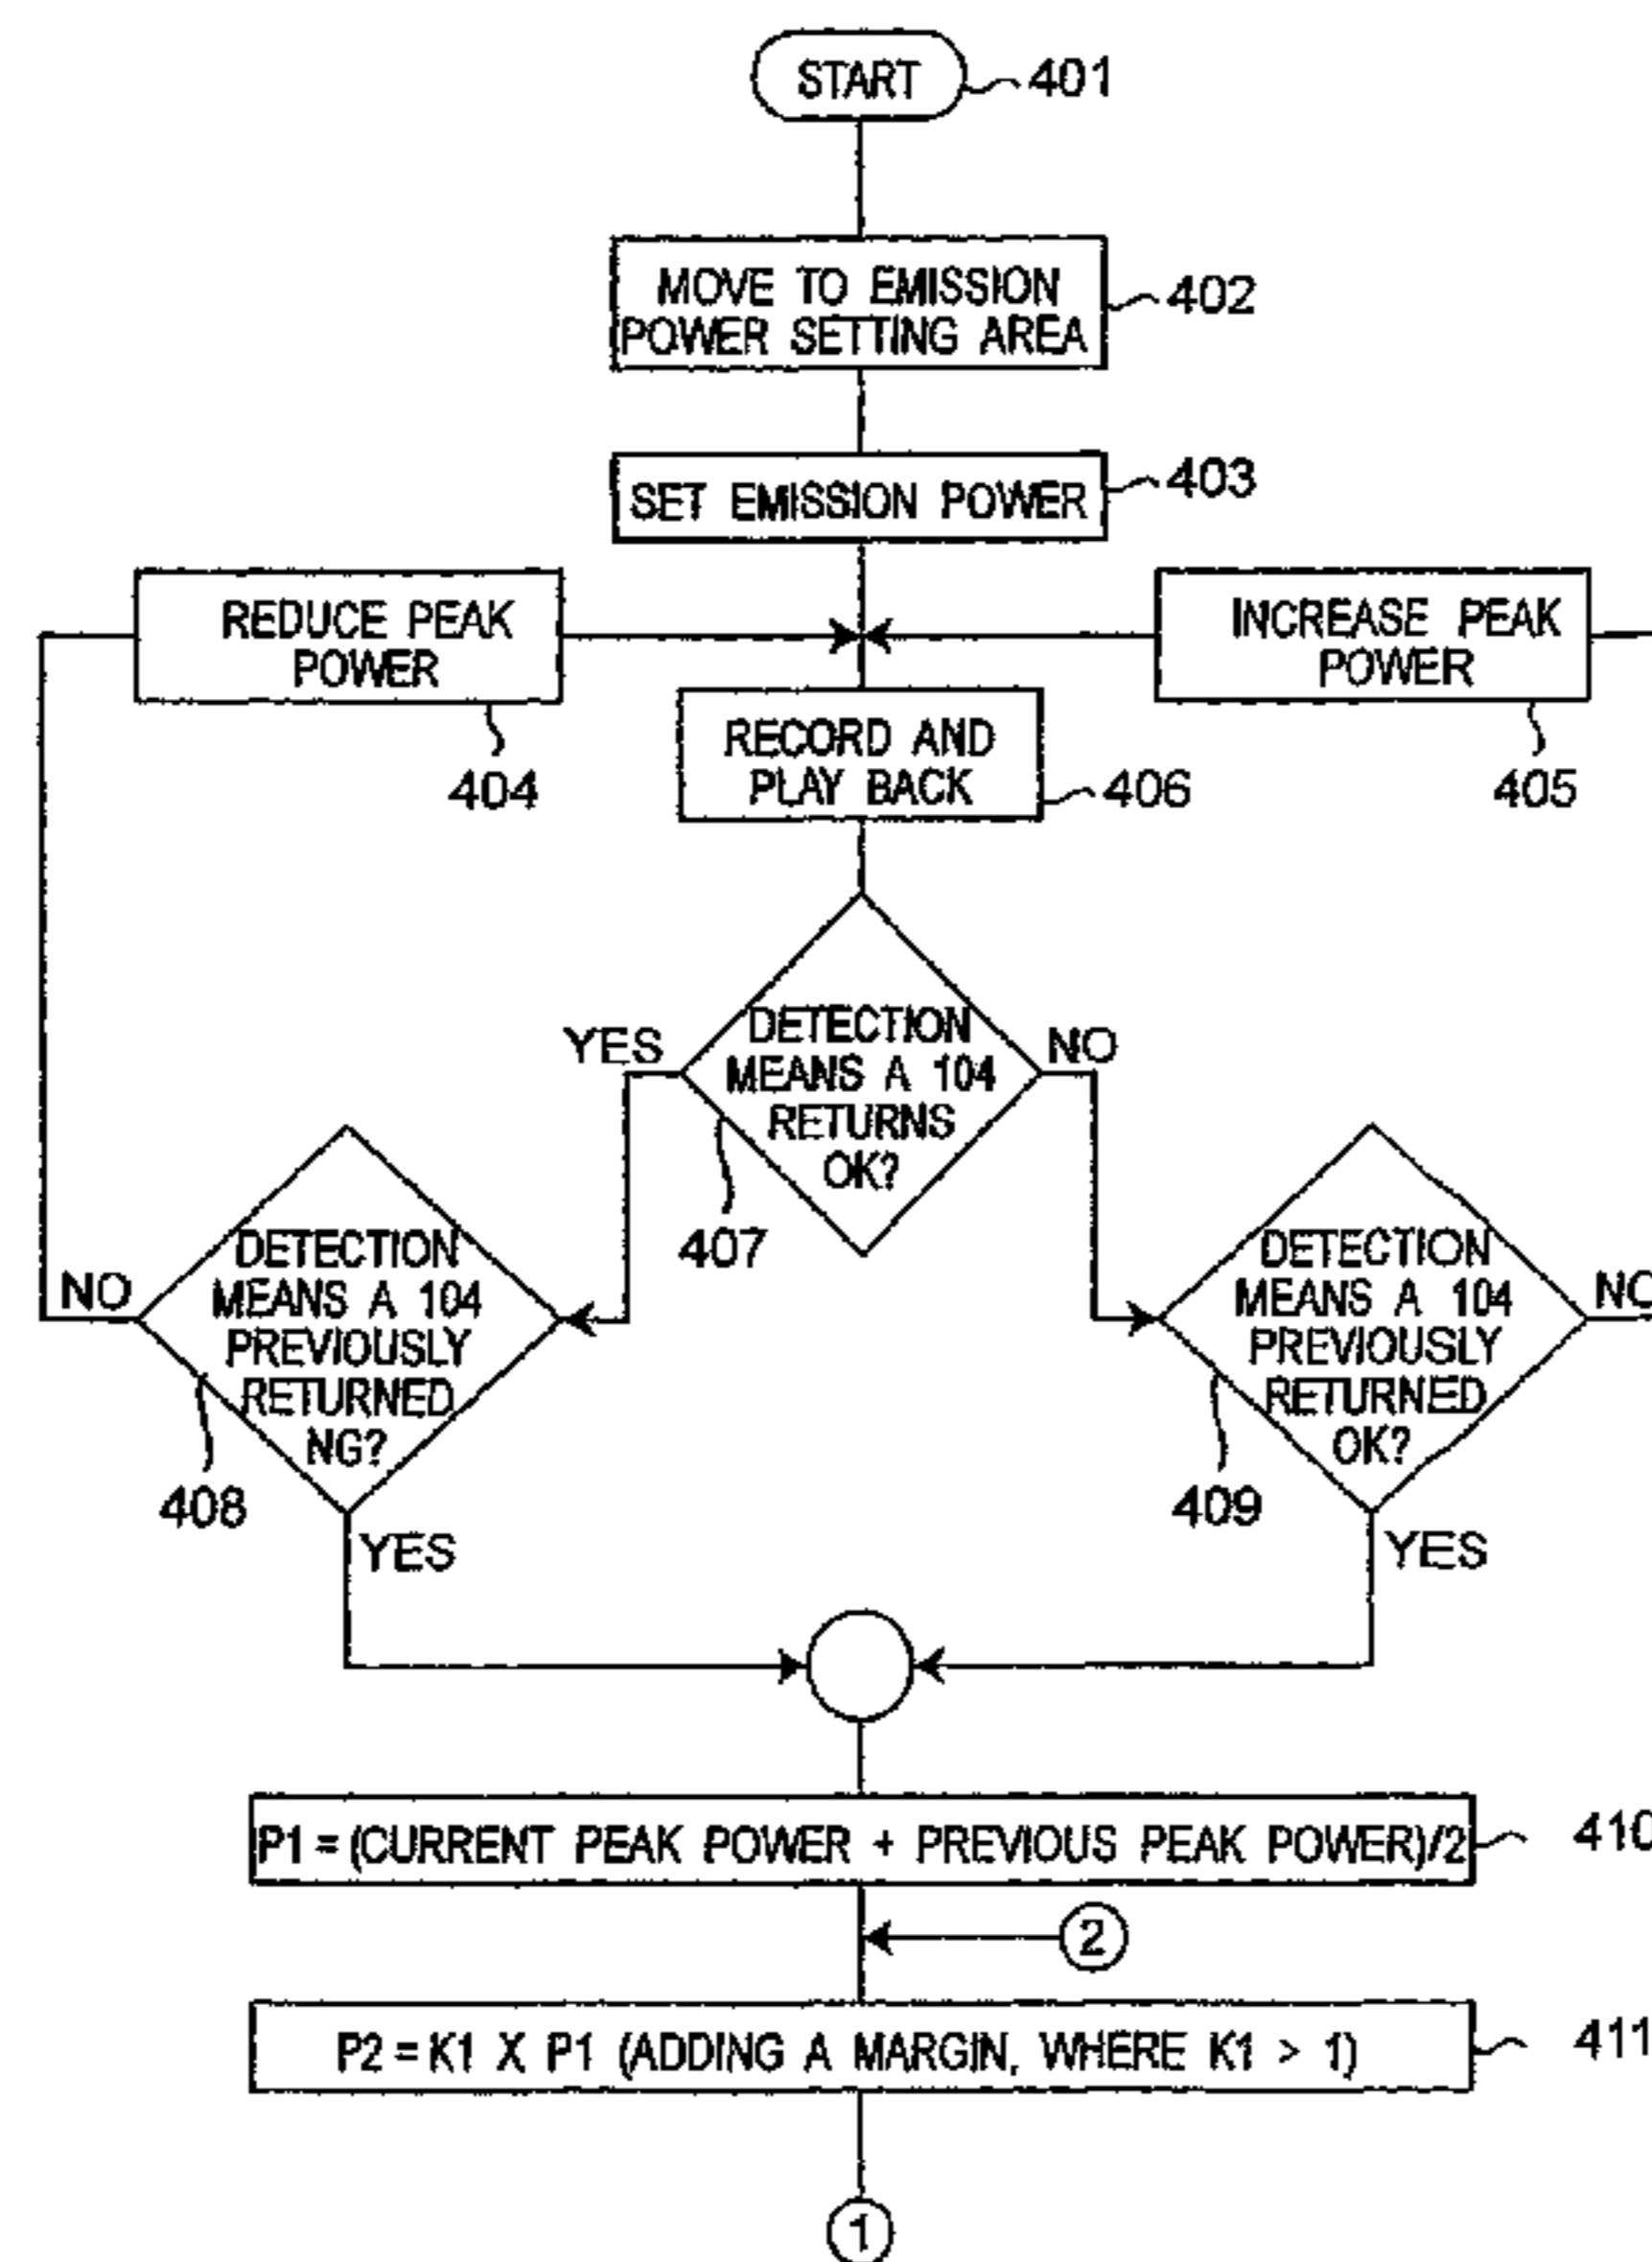 START
401
MOVE TO EMISSION
POWER SETTING AREA
402
SET EMISSION POWER
403
REDUCE PEAK
POWER
404
INCREASE PEAK
POWER
405
RECORD AND
PLAY BACK
406
YES
DETECTION
MEANS A 104
RETURNS
OK?
NO
407
NO
DETECTION
MEANS A 104
PREVIOUSLY
RETURNED
NG?
408
YES
DETECTION
MEANS A 104
PREVIOUSLY
RETURNED
OK?
NO
409
YES
P1 = (CURRENT PEAK POWER + PREVIOUS PEAK POWER)/2
410
2
P2 = K1 X P1 (ADDING A MARGIN, WHERE K1 > 1)
411
1